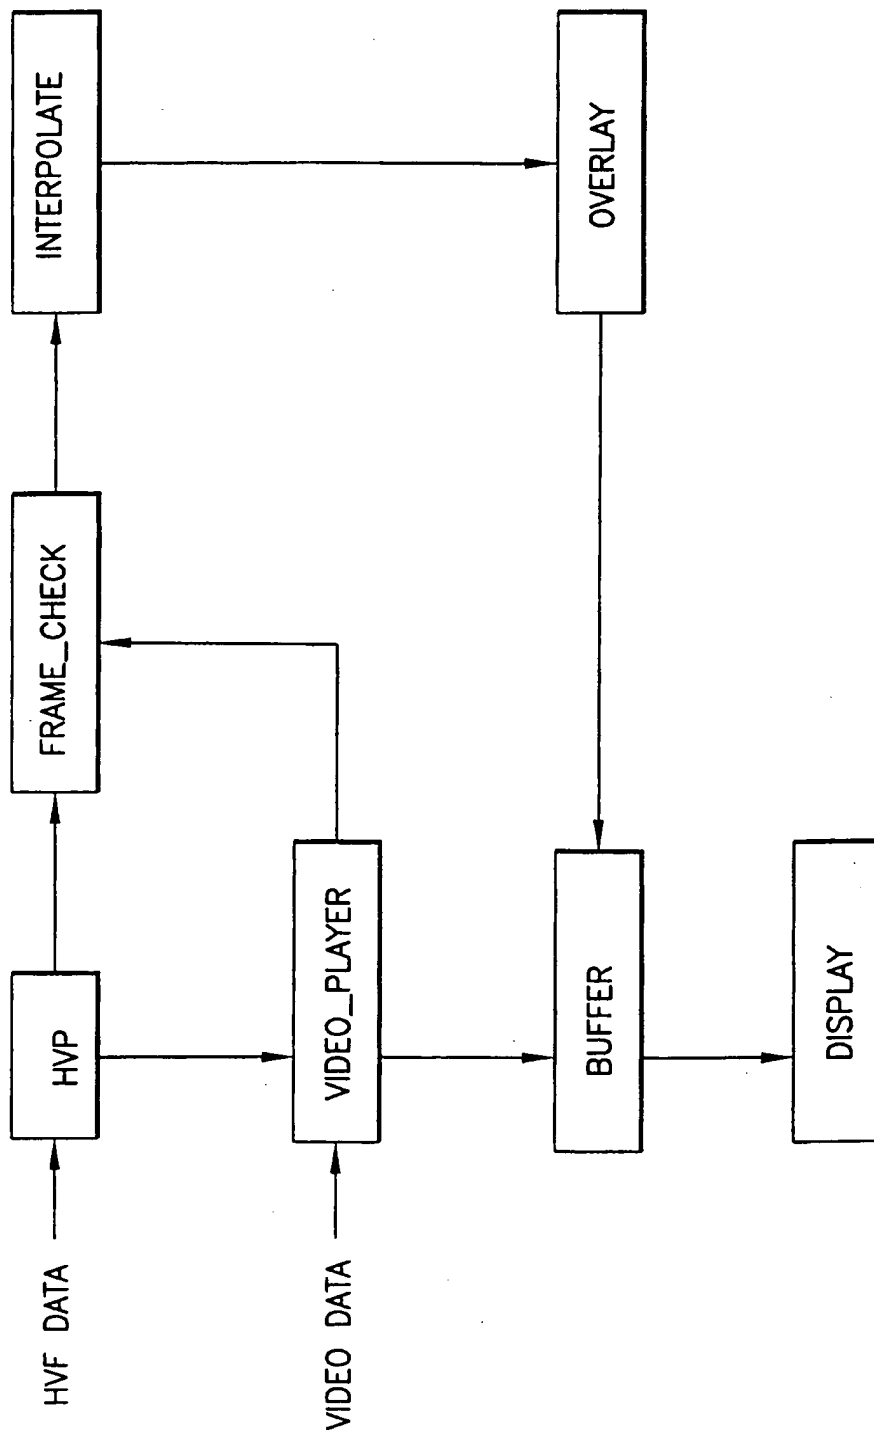 HVF DATA
HVP
FRAME_CHECK
INTERPOLATE
VIDEO DATA
VIDEO_PLAYER
BUFFER
OVERLAY
DISPLAY